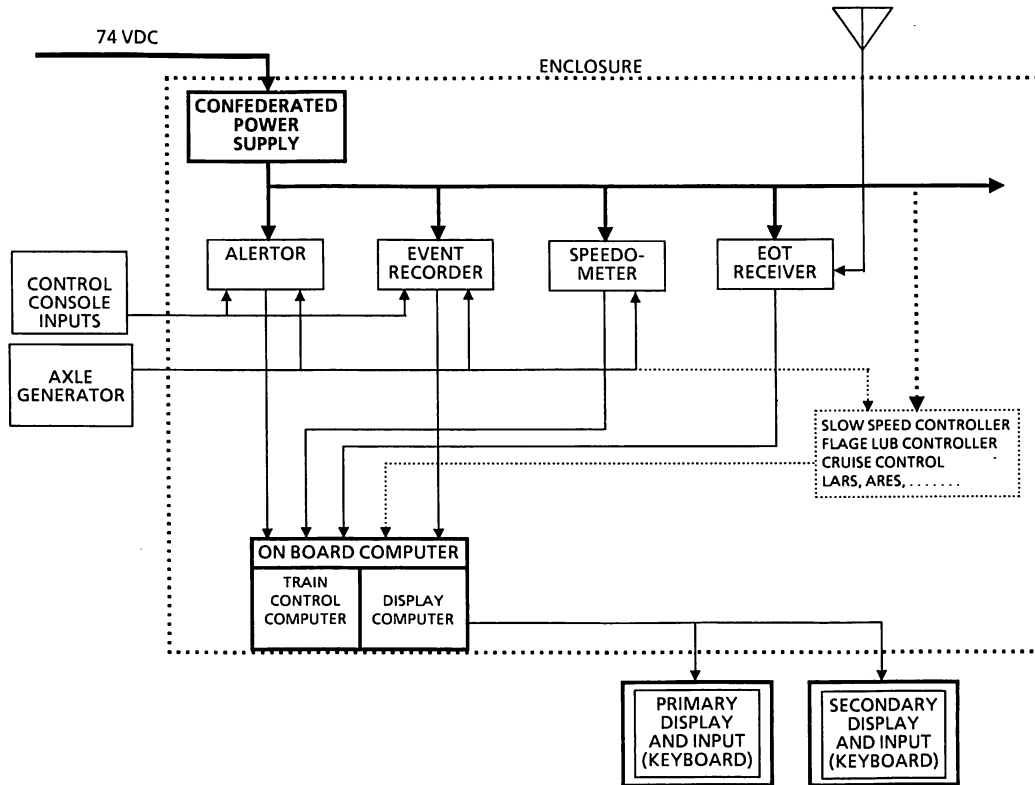 74 VDC
ENCLOSURE
CONFEDERATED
POWER
SUPPLY
ALERTOR
EVENT
RECORDER
SPEEDO-
METER
EOT
RECEIVER
CONTROL
CONSOLE
INPUTS
AXLE
GENERATOR
SLOW SPEED CONTROLLER
FLAGE LUB CONTROLLER
CRUISE CONTROL
LARS, ARES, . . . . . . .
ON BOARD COMPUTER
TRAIN
CONTROL
COMPUTER
DISPLAY
COMPUTER
PRIMARY
DISPLAY
AND INPUT
(KEYBOARD)
SECONDARY
DISPLAY
AND INPUT
(KEYBOARD)